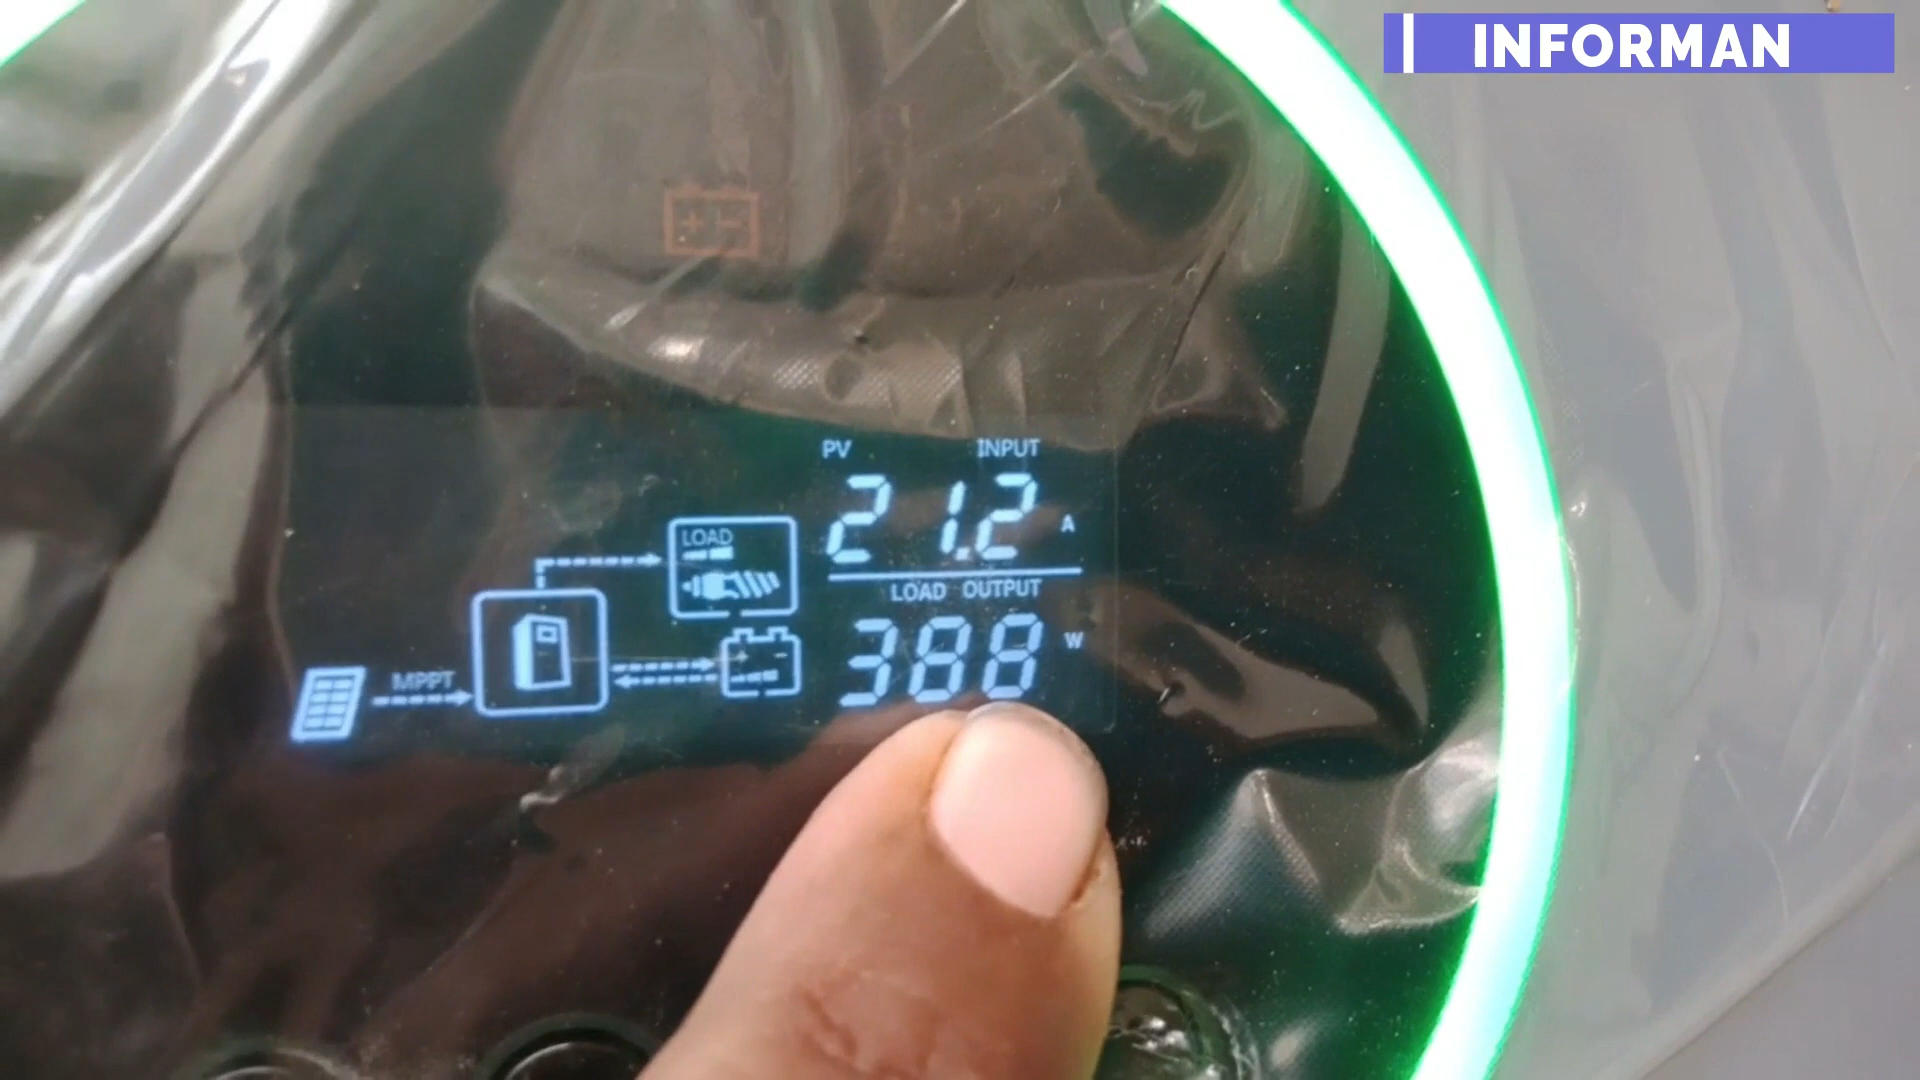 INFORMAN
PV INPUT
21.2 A
LOAD
LOAD OUTPUT
388 W
MPPT